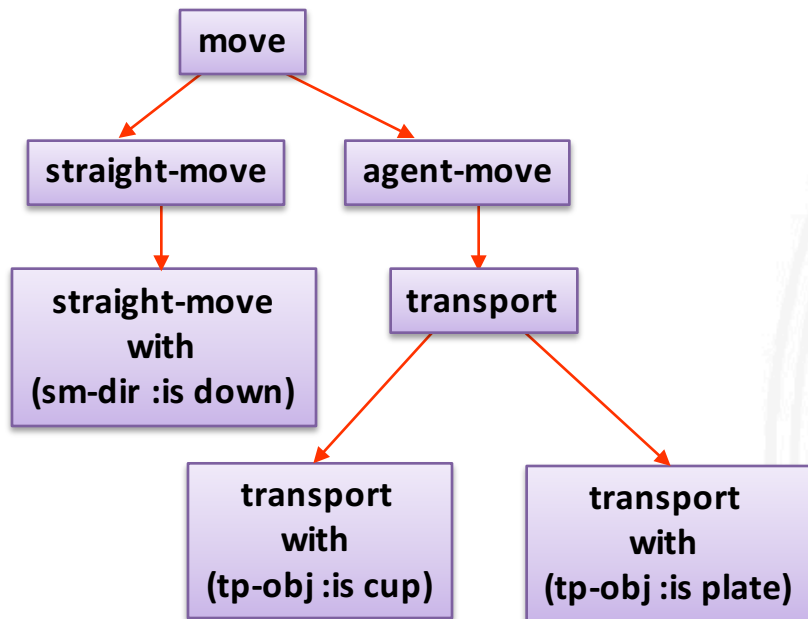 move
straight-move
agent-move
straight-move
with
(sm-dir :is down)
transport
transport
with
(tp-obj :is cup)
transport
with
(tp-obj :is plate)